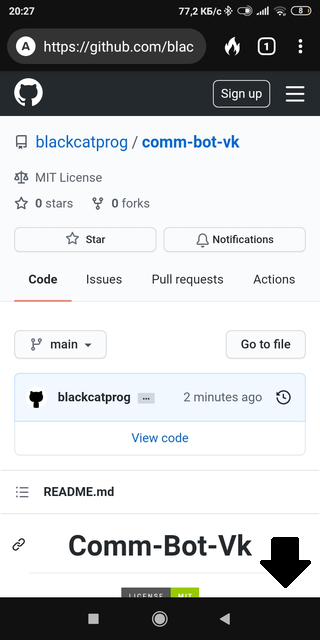 20:27 77,2 КБ/с 8
A https://github.com/blac 1
Sign up
blackcatprog / comm-bot-vk
MIT License
0 stars 0 forks
Star Notifications
Code Issues Pull requests Actions
main Go to file
blackcatprog ... 2 minutes ago
View code
README.md
Comm-Bot-Vk
LICENSE MIT